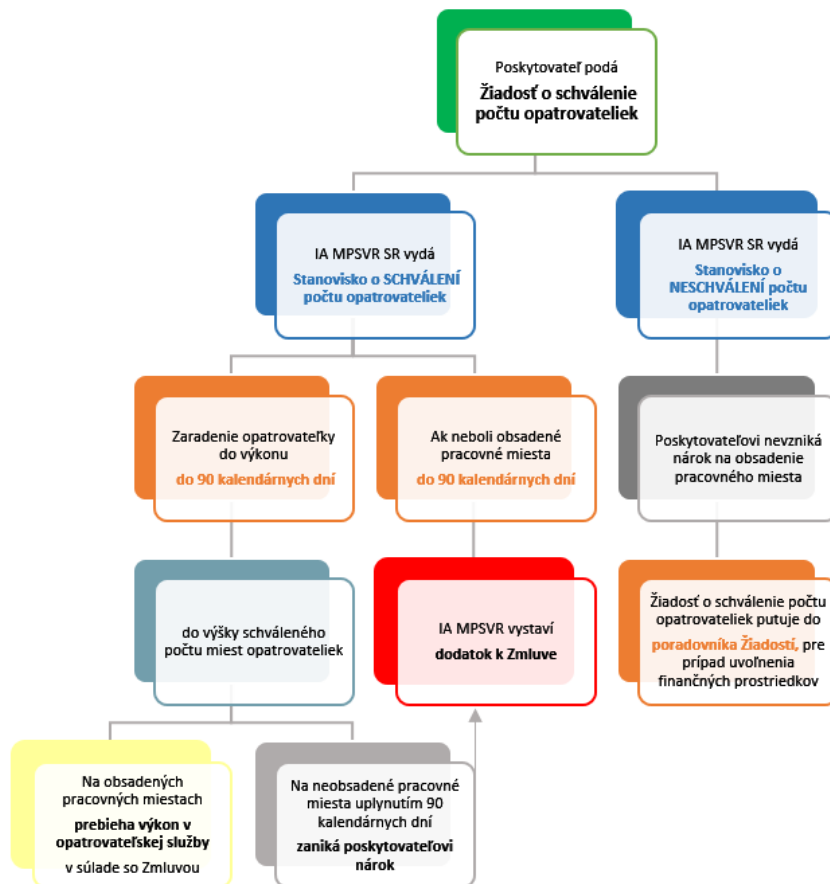 Poskytovateľ podá
Žiadosť o schválenie
počtu opatrovateliek
IA MPSVR SR vydá
Stanovisko o SCHVÁLENÍ
počtu opatrovateliek
IA MPSVR SR vydá
Stanovisko o
NESCHVÁLENÍ počtu
opatrovateliek
Zaradenie opatrovateľky
do výkonu
do 90 kalendárnych dní
Ak neboli obsadené
pracovné miesta
do 90 kalendárnych dní
Poskytovateľovi nevzniká
nárok na obsadenie
pracovného miesta
do výšky schváleného
počtu miest opatrovateliek
IA MPSVR vystaví
dodatok k Zmluve
Žiadosť o schválenie počtu
opatrovateliek putuje do
poradovníka Žiadostí, pre
prípad uvoľnenia
finančných prostriedkov
Na obsadených
pracovných miestach
prebieha výkon v
opatrovateľskej služby
v súlade so Zmluvou
Na neobsadené pracovné
miesta uplynutím 90
kalendárnych dní
zaniká poskytovateľovi
nárok